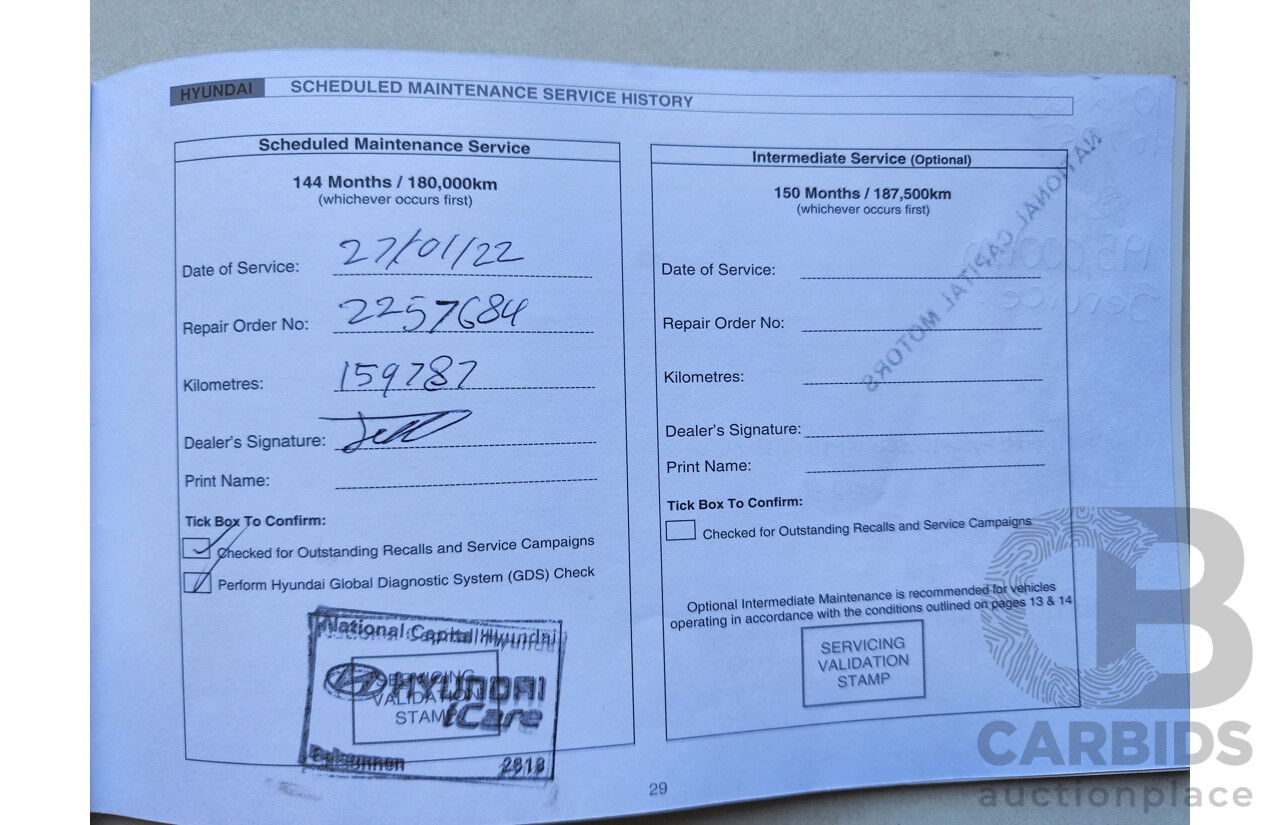 HYUNDAI SCHEDULED MAINTENANCE SERVICE HISTORY
Scheduled Maintenance Service
144 Months / 180,000km
(whichever occurs first)
Date of Service: 27/01/22
Repair Order No: 2257684
Kilometres: 159787
Dealer's Signature:
Print Name:
Tick Box To Confirm:
Checked for Outstanding Recalls and Service Campaigns
Perform Hyundai Global Diagnostic System (GDS) Check
National Capital Hyundai
HYUNDAI
iCare
SERVICING
VALIDATION
STAMP
Belconnen
Intermediate Service (Optional)
150 Months / 187,500km
(whichever occurs first)
Date of Service:
Repair Order No:
Kilometres:
Dealer's Signature:
Print Name:
Tick Box To Confirm:
Checked for Outstanding Recalls and Service Campaigns
Optional Intermediate Maintenance is recommended for vehicles
operating in accordance with the conditions outlined on pages 13 & 14
SERVICING
VALIDATION
STAMP
NATIONAL CAPITAL MOTORS
29
CB
CARBIDS
auctionplace